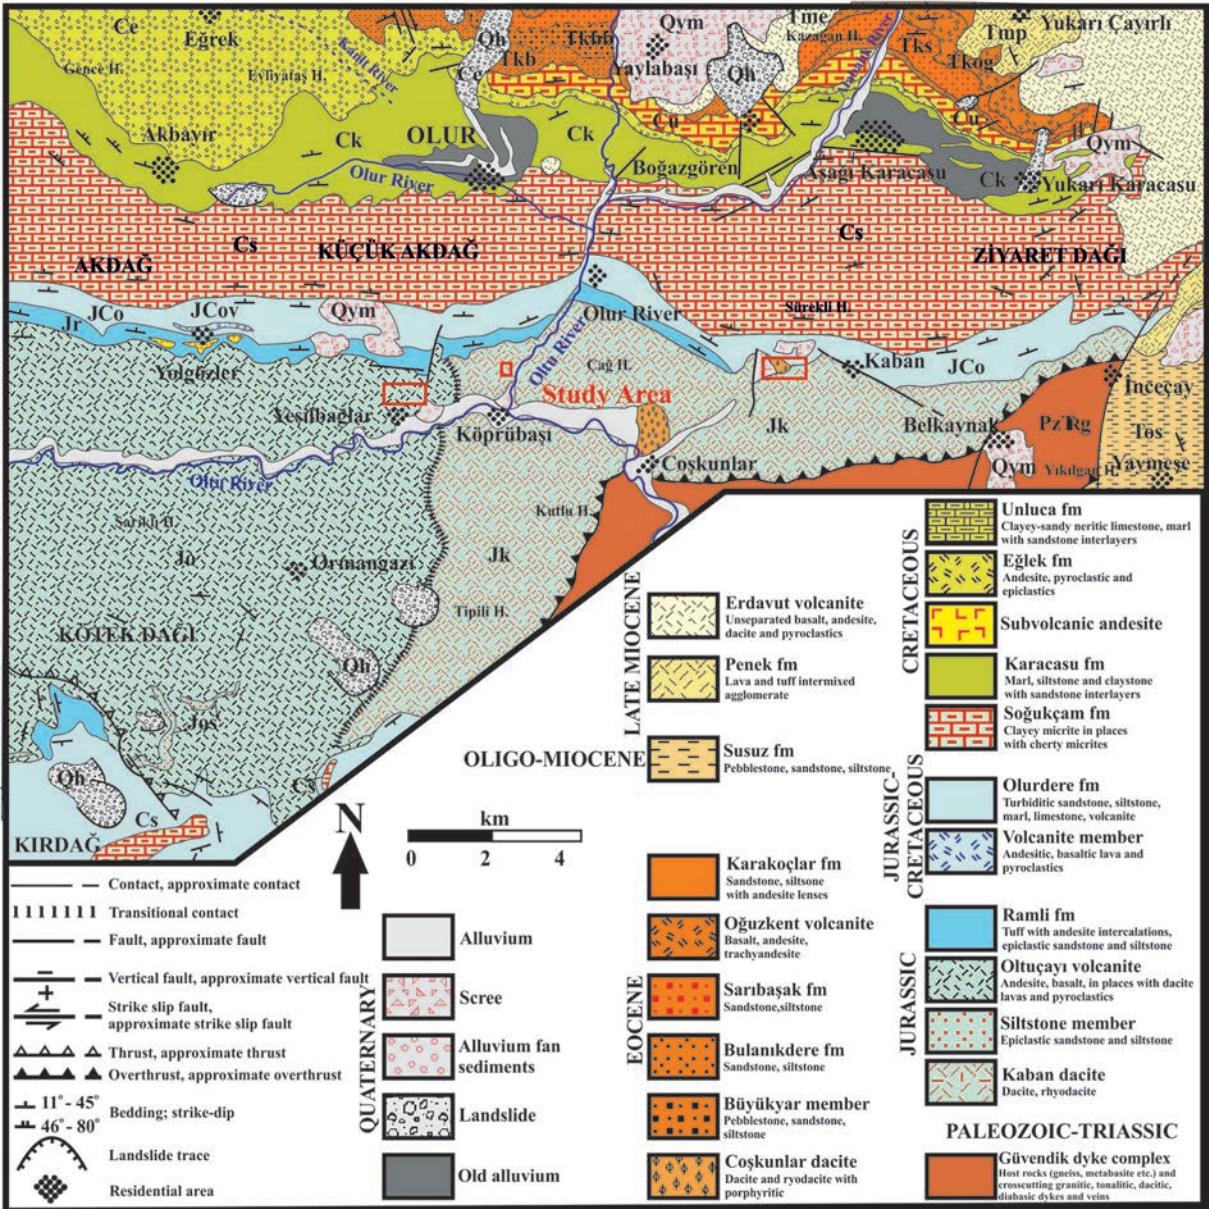 Ce
Eğrek
Gence H.
Evliyataş H.
Kamit River
Qh
Ce
Tkb
Tkbb
Qym
Yaylabaşı
Qh
Tme
Kazağan H.
Tks
Tmp
Yukarı Çayırlı
Tkog
Cu
Cu
Qym
Akbayır
Ck
OLUR
Ck
Boğazgören
Aşağı Karacasu
Ck
Yukarı Karacasu
Olur River
Cs
KÜÇÜK AKDAĞ
AKDAĞ
Cs
ZİYARET DAĞI
Sürekli H.
JCo
JCov
Qym
Jr
Yolgözler
Olur River
Oltu River
Çağ H.
Kaban
JCo
Study Area
Yeşilbağlar
Köprübaşı
Jk
Belkaynak
PzTRg
İnceçay
Tos
Coşkunlar
Qym
Yıkılgan H.
Yaymeşe
Oltu River
Sarıklı H.
Jo
Ormangazi
Kutlu H.
Jk
Tipili H.
KÖTEK DAĞI
Qh
Jos
Qh
Cs
Cs
KIRDAĞ
N
km
0 2 4
Contact, approximate contact
Transitional contact
Fault, approximate fault
Vertical fault, approximate vertical fault
Strike slip fault,
approximate strike slip fault
Thrust, approximate thrust
Overthrust, approximate overthrust
11°- 45°
46°- 80°
Bedding; strike-dip
Landslide trace
Residential area
QUATERNARY
Alluvium
Scree
Alluvium fan
sediments
Landslide
Old alluvium
LATE MIOCENE
Erdavut volcanite
Unseparated basalt, andesite,
dacite and pyroclastics
Penek fm
Lava and tuff intermixed
agglomerate
OLIGO-MIOCENE
Susuz fm
Pebblestone, sandstone, siltstone
EOCENE
Karakoçlar fm
Sandstone, siltsone
with andesite lenses
Oğuzkent volcanite
Basalt, andesite,
trachyandesite
Sarıbaşak fm
Sandstone,siltstone
Bulanıkdere fm
Sandstone, siltstone
Büyükyar member
Pebblestone, sandstone,
siltstone
Coşkunlar dacite
Dacite and ryodacite with
porphyritic
CRETACEOUS
Unluca fm
Clayey-sandy neritic limestone, marl
with sandstone interlayers
Eğlek fm
Andesite, pyroclastic and
epiclastics
Subvolcanic andesite
Karacasu fm
Marl, siltstone and claystone
with sandstone interlayers
Soğukçam fm
Clayey micrite in places
with cherty micrites
JURASSIC-
CRETACEOUS
Olurdere fm
Turbiditic sandstone, siltstone,
marl, limestone, volcanite
Volcanite member
Andesitic, basaltic lava and
pyroclastics
JURASSIC
Ramli fm
Tuff with andesite intercalations,
epiclastic sandstone and siltstone
Oltuçayı volcanite
Andesite, basalt, in places with dacite
lavas and pyroclastics
Siltstone member
Epiclastic sandstone and siltstone
Kaban dacite
Dacite, rhyodacite
PALEOZOIC-TRIASSIC
Güvendik dyke complex
Host rocks (gneiss, metabasite etc.) and
crosscutting granitic, tonalitic, dacitic,
diabasic dykes and veins